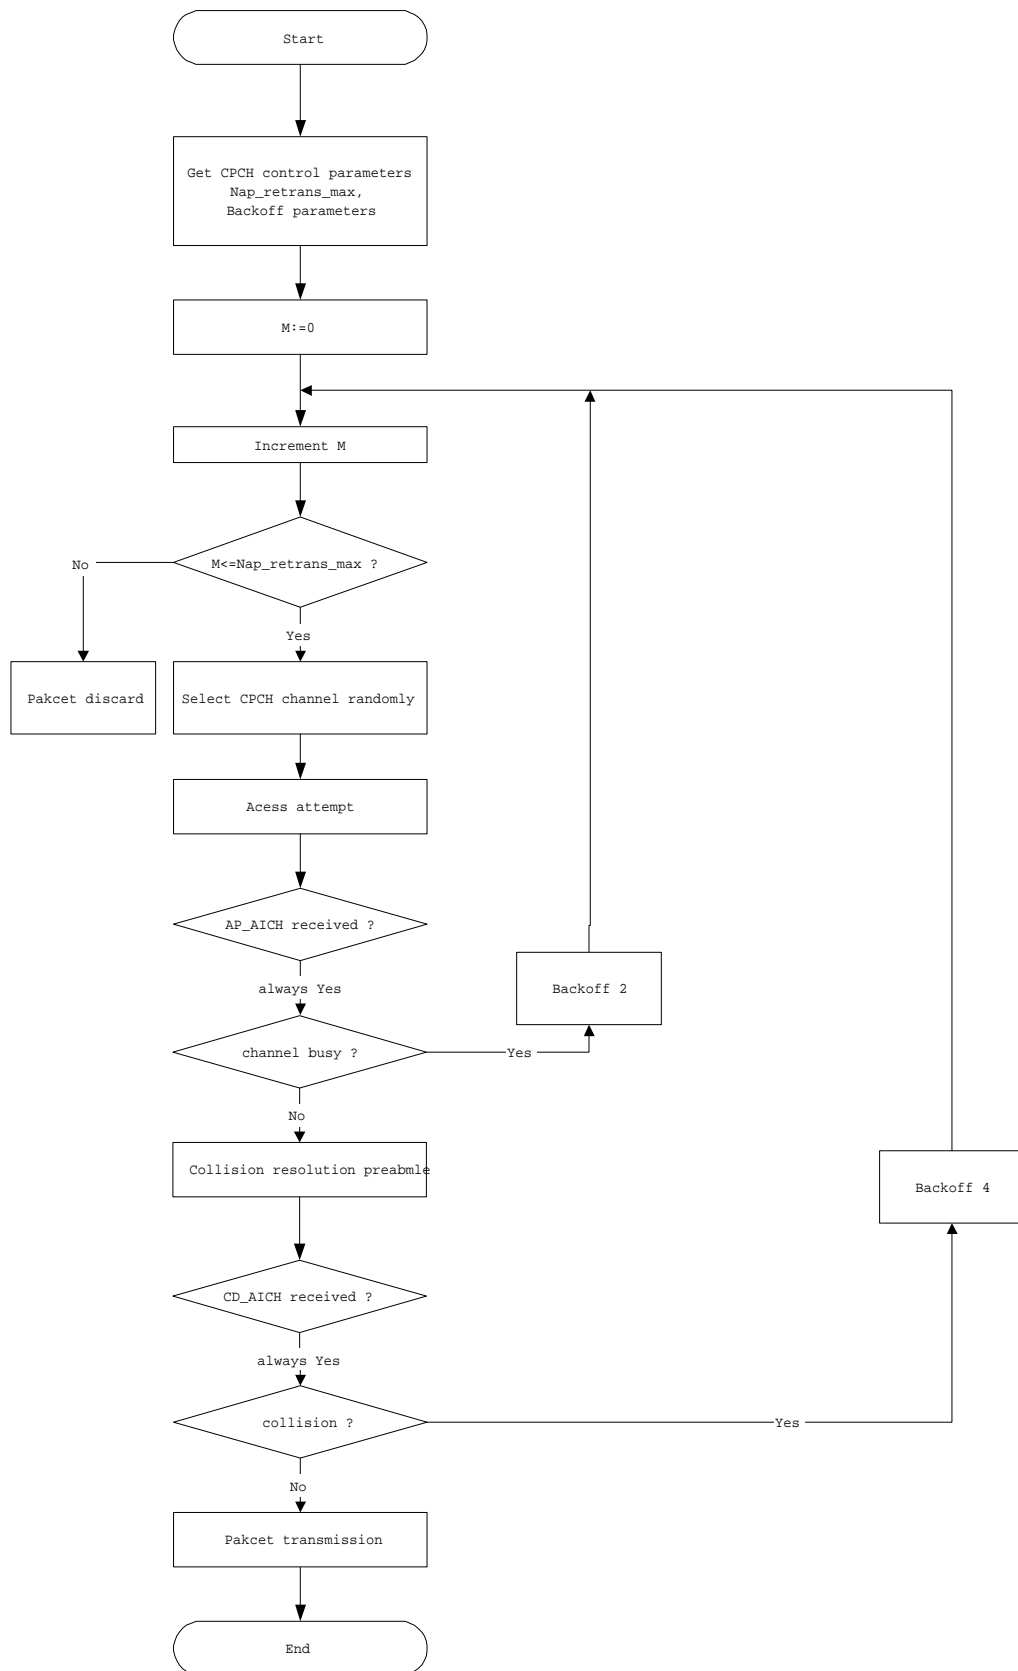 Start
Get CPCH control parameters
Nap_retrans_max,
Backoff parameters
M:=0
Increment M
M<=Nap_retrans_max ?
No
Yes
Pakcet discard
Select CPCH channel randomly
Acess attempt
AP_AICH received ?
always Yes
Backoff 2
channel busy ?
Yes
No
Collision resolution preabmle
Backoff 4
CD_AICH received ?
always Yes
collision ?
Yes
No
Pakcet transmission
End